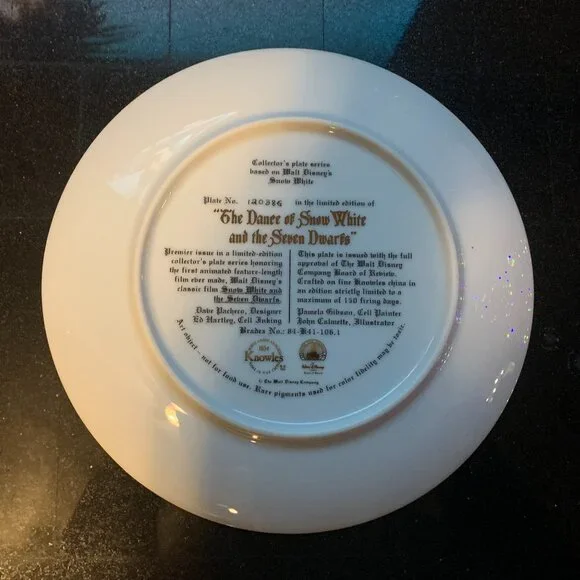 Collector's plate series
based on Walt Disney's
Snow White
Plate No. 12038G in the limited edition of
"The Dance of Snow White
and the Seven Dwarfs"
Premier issue in a limited-edition
collector's plate series honoring
the first animated feature-length
film ever made, Walt Disney's
classic film Snow White and
the Seven Dwarfs.
Dave Pacheco, Designer
Ed Hartley, Cell Inking
This plate is issued with the full
approval of The Walt Disney
Company Board of Review.
Crafted on fine Knowles china in
an edition strictly limited to a
maximum of 150 firing days.
Pamela Gibson, Cell Painter
John Calmette, Illustrator
Bradex No.: 84-K41-106.1
1854
Knowles
Walt Disney
© The Walt Disney Company
Art object – not for food use. Rare pigments used for color fidelity may be toxic.